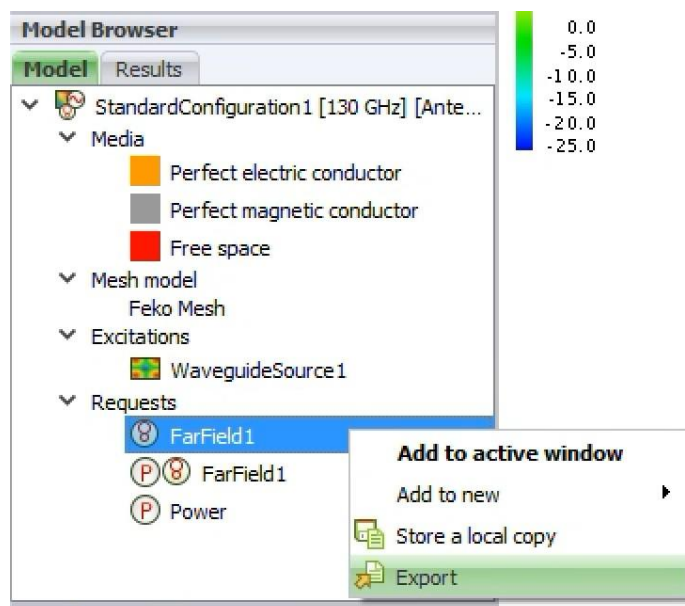 Model Browser
Model Results
StandardConfiguration1 [130 GHz] [Ante...
Media
Perfect electric conductor
Perfect magnetic conductor
Free space
Mesh model
Feko Mesh
Excitations
WaveguideSource1
Requests
FarField1
P FarField1
P Power
Add to active window
Add to new
Store a local copy
Export
0.0
-5.0
-10.0
-15.0
-20.0
-25.0